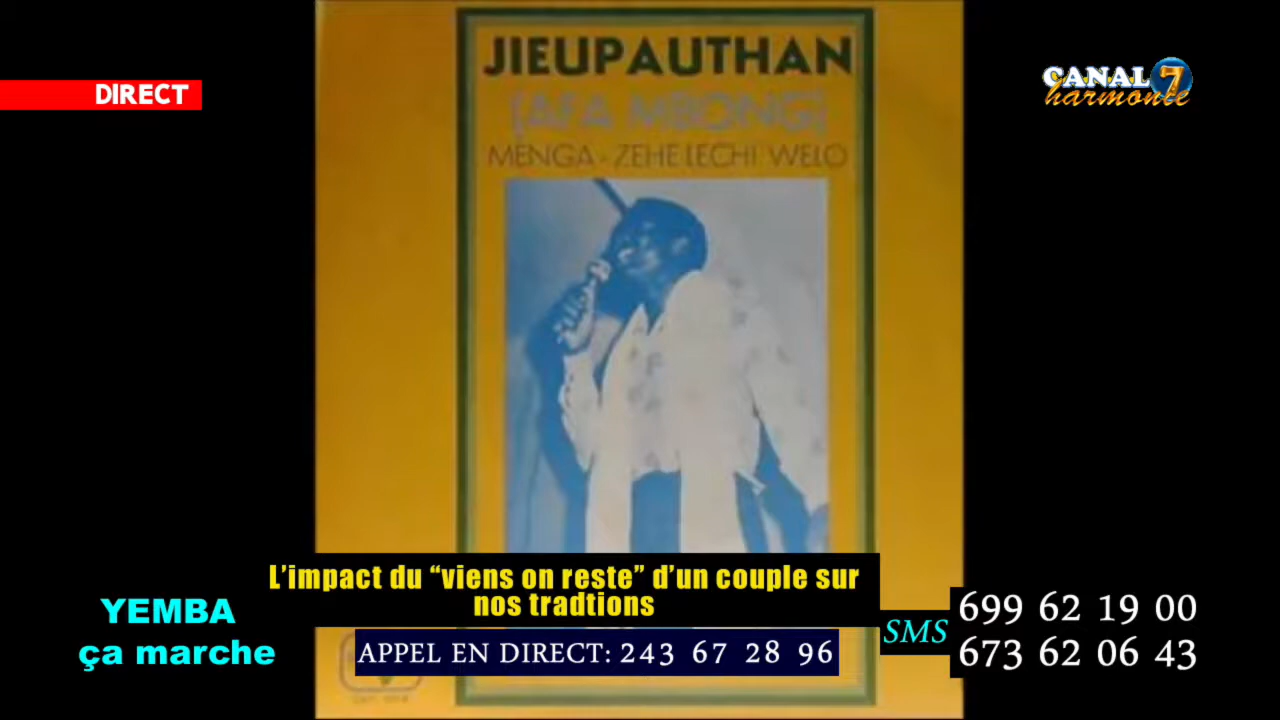 JIEUPAUTHAN
(AFA MBONG)
MENGA - ZEHE LECHI WELO
DIRECT
CANAL 7
harmonie
L'impact du “viens on reste” d'un couple sur
nos tradtions
YEMBA
ça marche
APPEL EN DIRECT: 243 67 28 96
SMS
699 62 19 00
673 62 06 43